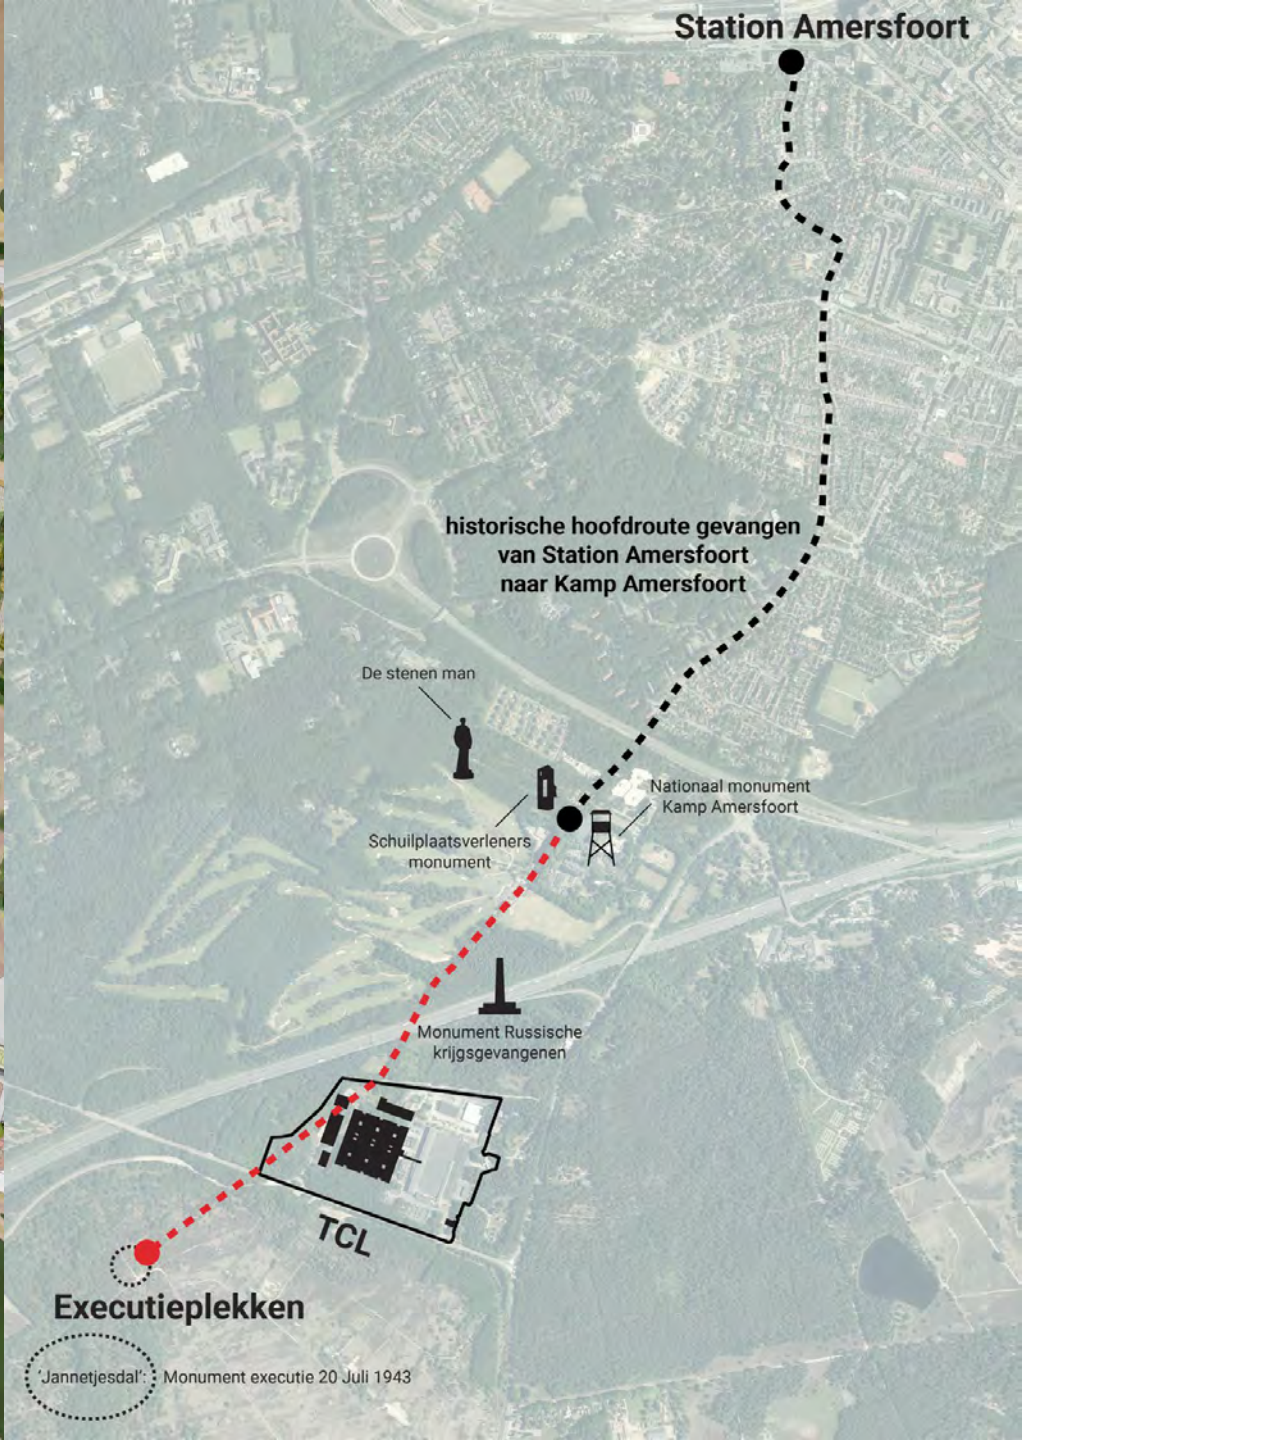 Station Amersfoort
historische hoofdroute gevangen
van Station Amersfoort
naar Kamp Amersfoort
De stenen man
Nationaal monument
Kamp Amersfoort
Schuilplaatsverleners
monument
Monument Russische
krijgsgevangenen
TCL
Executieplekken
'Jannetjesdal': Monument executie 20 Juli 1943